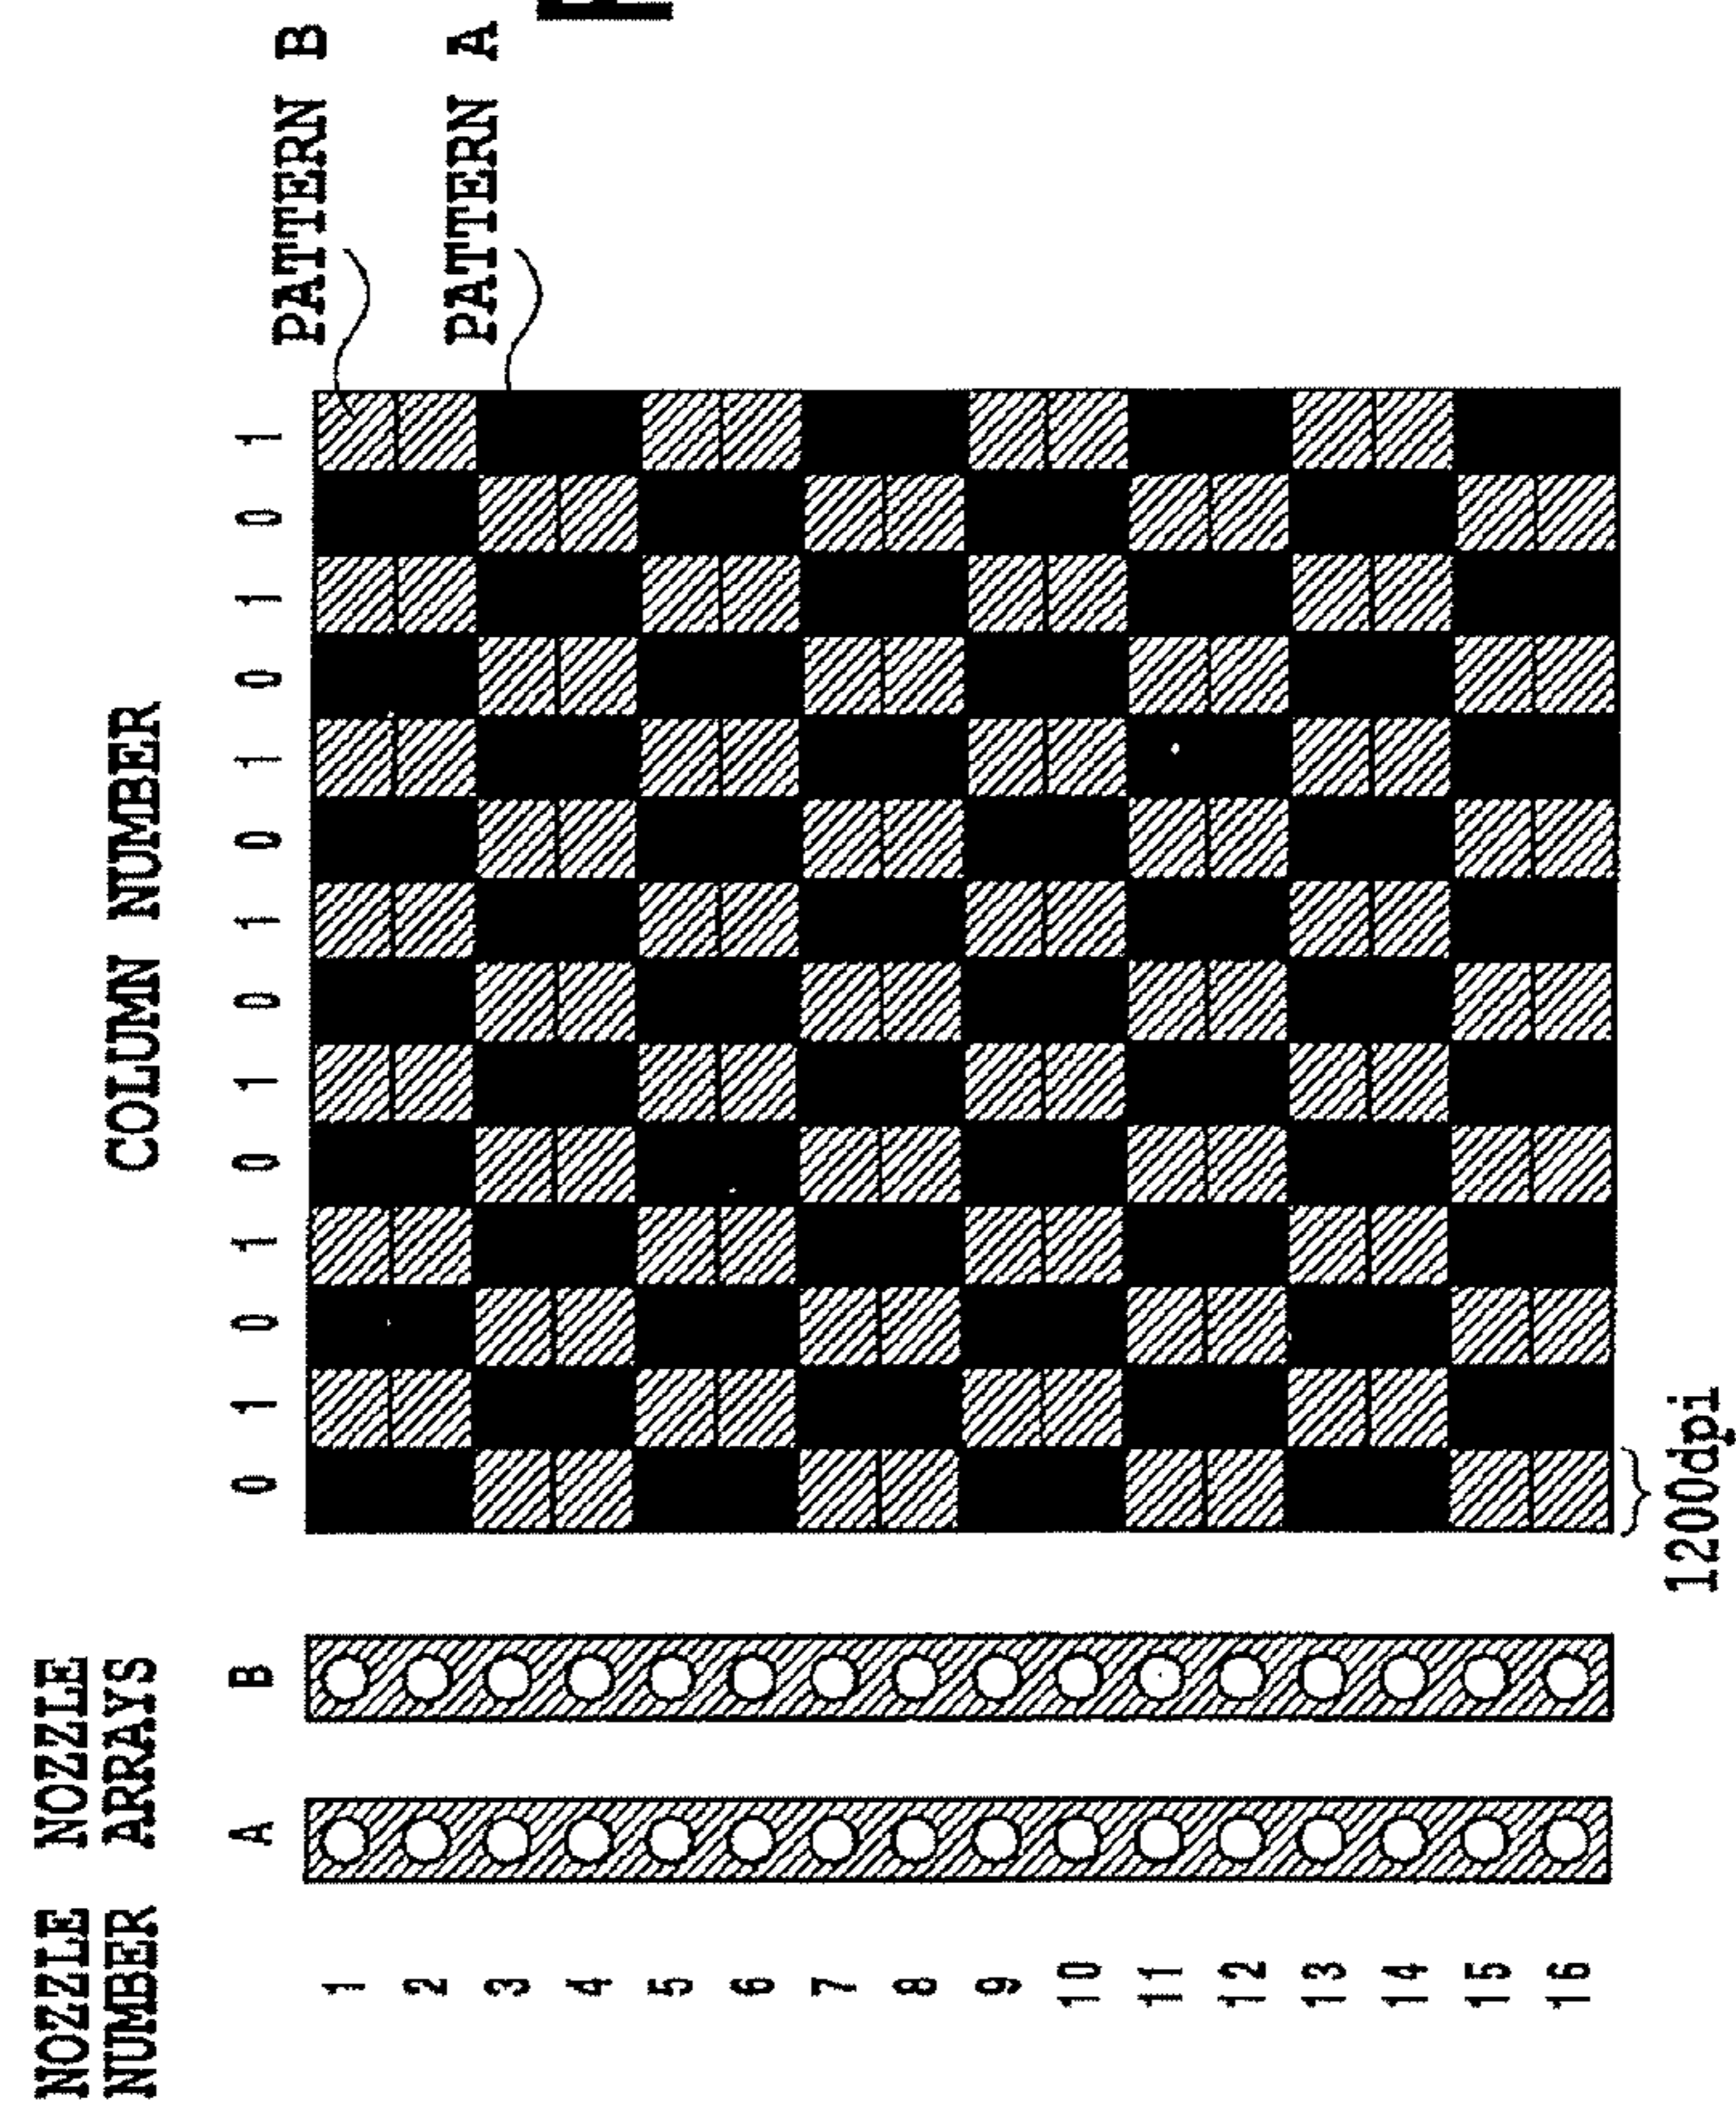 COLUMN NUMBER
NOZZLE NUMBER
NOZZLE ARRAYS
A B
0 1 0 1 0 1 0 1 0 1 0 1 0 1
1
2
3
4
5
6
7
8
9
10
11
12
13
14
15
16
PATTERN B
PATTERN A
1200dpi